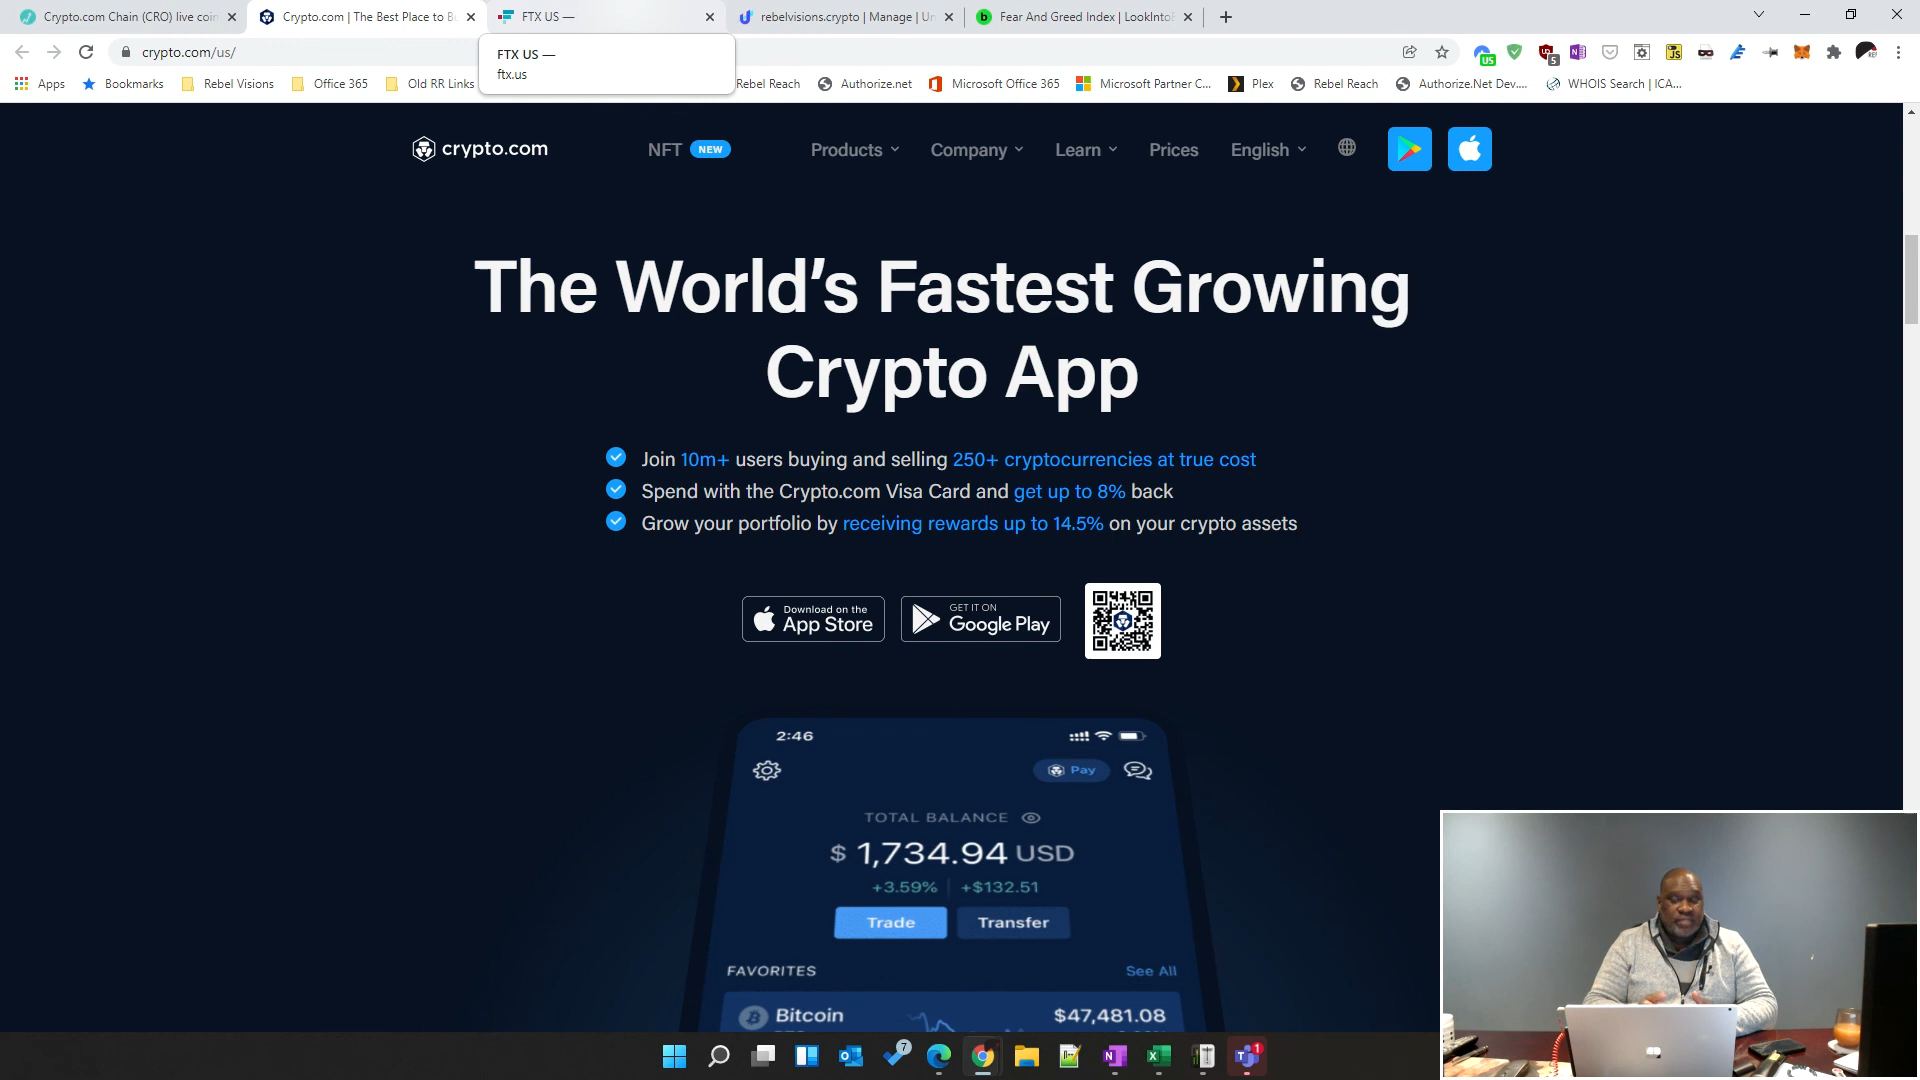 Crypto.com Chain (CRO) live coin
Crypto.com | The Best Place to B
FTX US —
rebelvisions.crypto | Manage | Un
Fear And Greed Index | LookInto
crypto.com/us/
FTX US —
ftx.us
US
5
JS
Apps
Bookmarks
Rebel Visions
Office 365
Old RR Links
Rebel Reach
Authorize.net
Microsoft Office 365
Microsoft Partner C...
Plex
Rebel Reach
Authorize.Net Dev....
WHOIS Search | ICA...
crypto.com
NFT NEW
Products
Company
Learn
Prices
English
The World’s Fastest Growing
Crypto App
Join 10m+ users buying and selling 250+ cryptocurrencies at true cost
Spend with the Crypto.com Visa Card and get up to 8% back
Grow your portfolio by receiving rewards up to 14.5% on your crypto assets
Download on the
App Store
GET IT ON
Google Play
2:46
Pay
TOTAL BALANCE
$ 1,734.94 USD
+3.59% +$132.51
Trade
Transfer
FAVORITES
See All
Bitcoin
$47,481.08
7
1